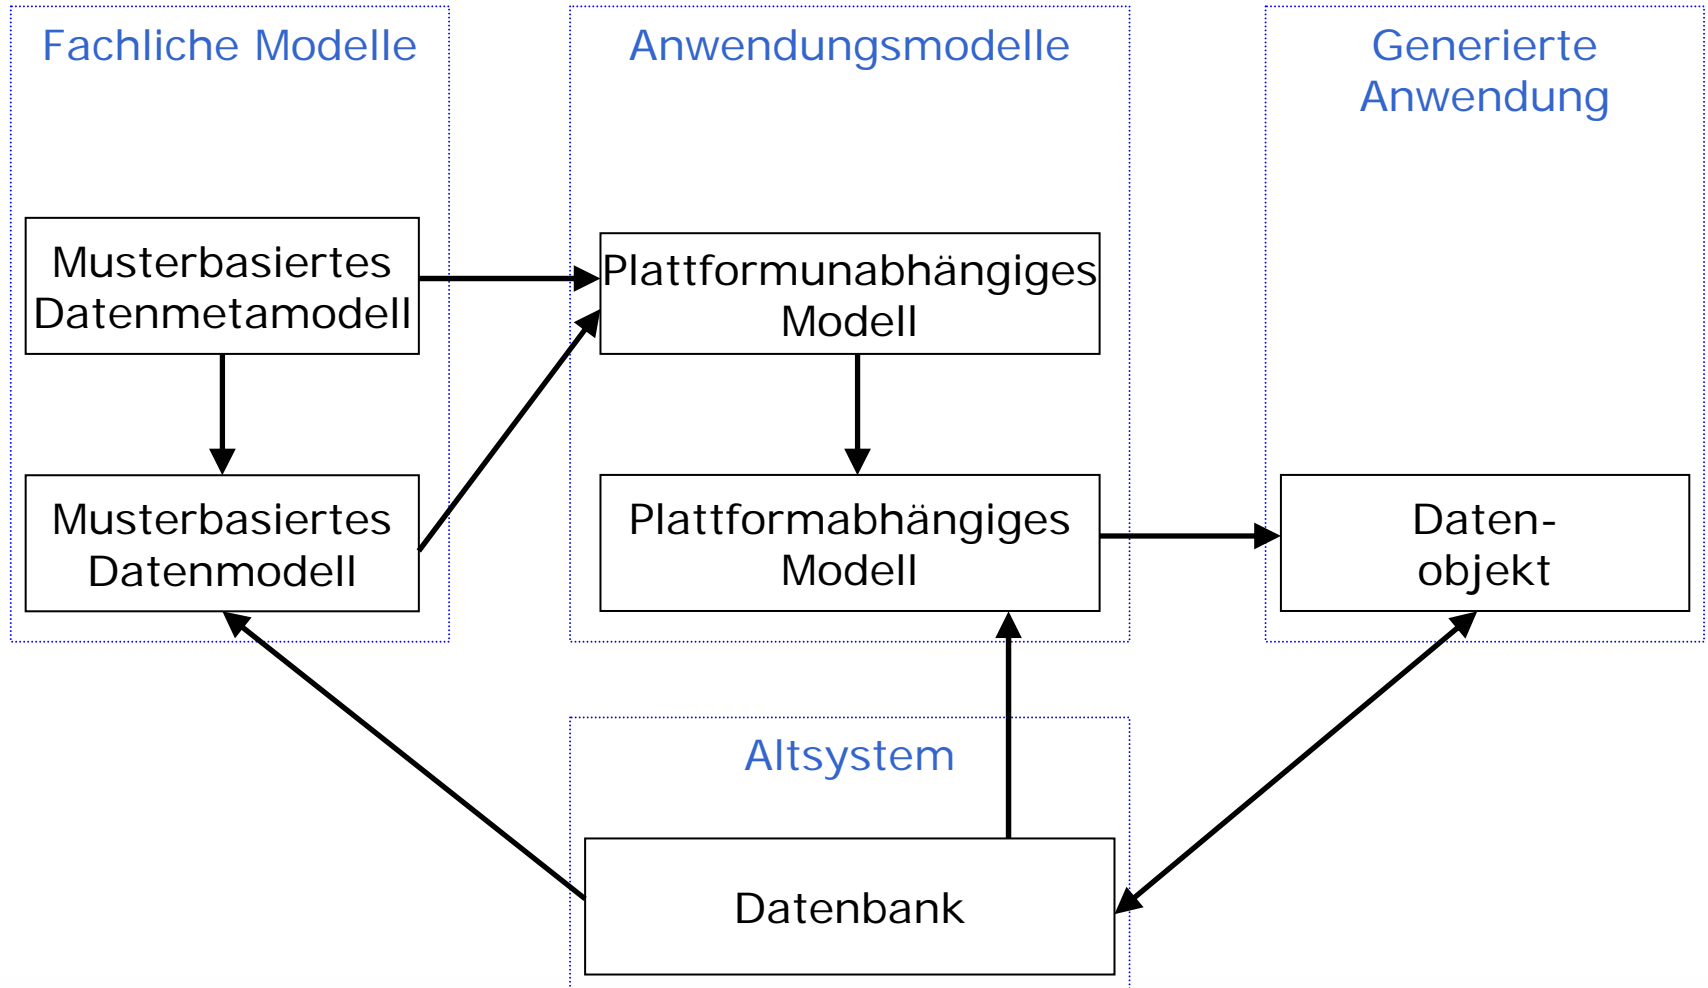 Fachliche Modelle
Anwendungsmodelle
Generierte
Anwendung
Musterbasiertes
Datenmetamodell
Plattformunabhängiges
Modell
Musterbasiertes
Datenmodell
Plattformabhängiges
Modell
Daten-
objekt
Altsystem
Datenbank